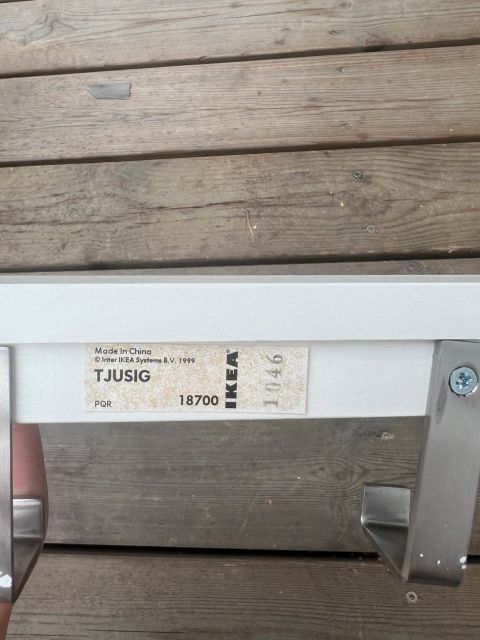 Made in China
© Inter IKEA Systems B.V. 1999
TJUSIG
PQR 18700
IKEA
1046